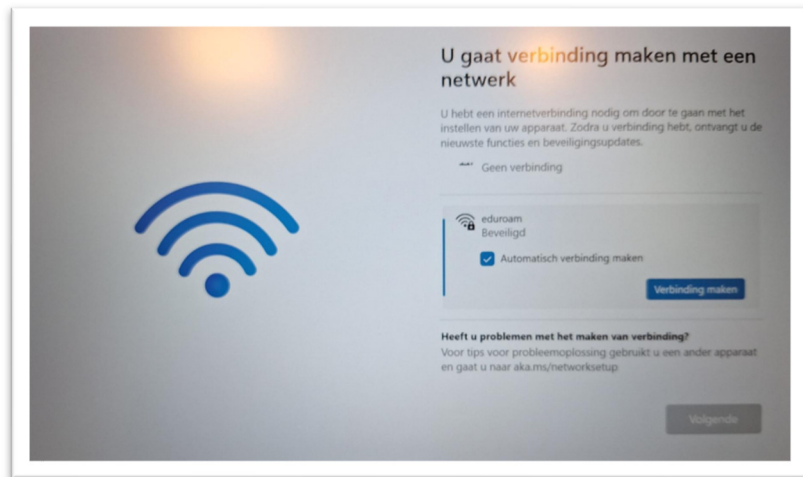 U gaat verbinding maken met een
netwerk
U hebt een internetverbinding nodig om door te gaan met het
instellen van uw apparaat. Zodra u verbinding hebt, ontvangt u de
nieuwste functies en beveiligingsupdates.
Geen verbinding
eduroam
Beveiligd
Automatisch verbinding maken
Verbinding maken
Heeft u problemen met het maken van verbinding?
Voor tips voor probleemoplossing gebruikt u een ander apparaat
en gaat u naar aka.ms/networksetup
Volgende